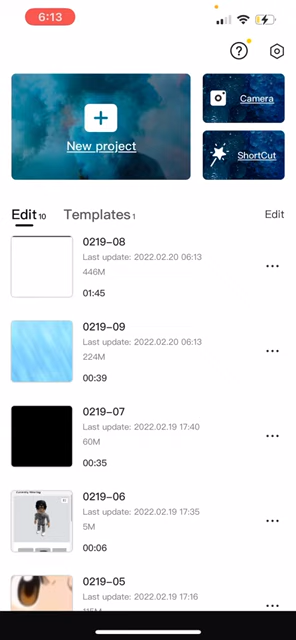 6:13
?
New project
Camera
ShortCut
Edit 10
Templates 1
Edit
0219-08
Last update: 2022.02.20 06:13
446M
01:45
0219-09
Last update: 2022.02.20 06:13
224M
00:39
0219-07
Last update: 2022.02.19 17:40
60M
00:35
0219-06
Last update: 2022.02.19 17:35
5M
00:06
0219-05
Last update: 2022.02.19 17:16
115M